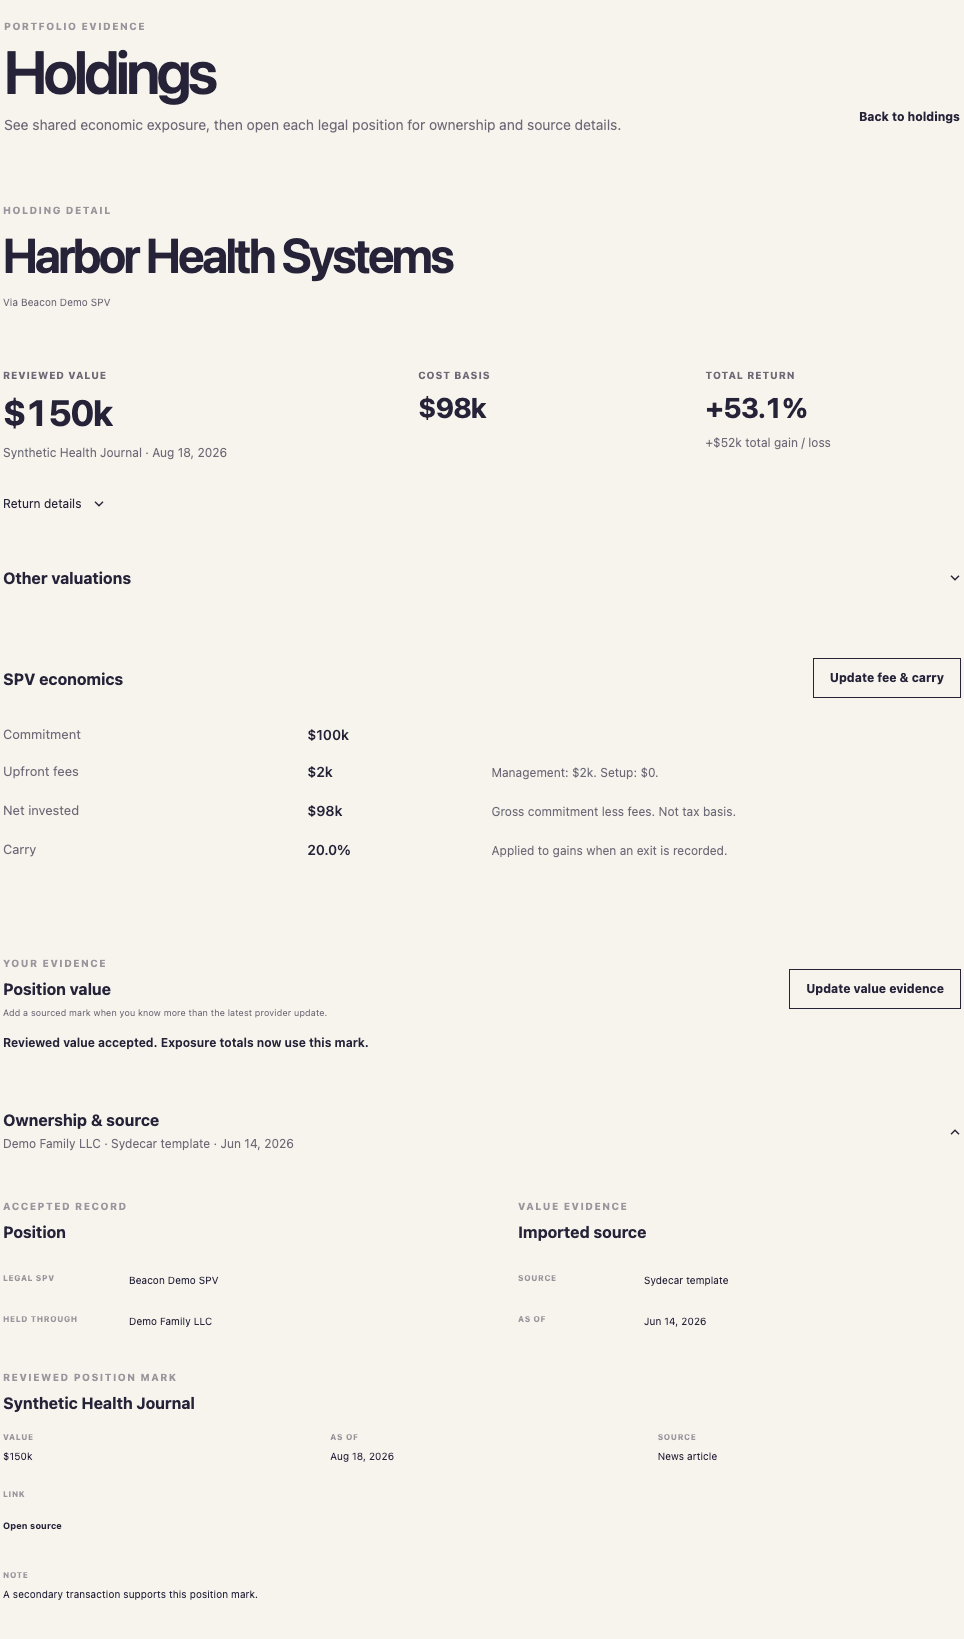 PORTFOLIO EVIDENCE
Holdings
See shared economic exposure, then open each legal position for ownership and source details.
Back to holdings
HOLDING DETAIL
Harbor Health Systems
Via Beacon Demo SPV
REVIEWED VALUE
$150k
Synthetic Health Journal · Aug 18, 2026
COST BASIS
$98k
TOTAL RETURN
+53.1%
+$52k total gain / loss
Return details
Other valuations
SPV economics
Update fee & carry
Commitment $100k
Upfront fees $2k Management: $2k. Setup: $0.
Net invested $98k Gross commitment less fees. Not tax basis.
Carry 20.0% Applied to gains when an exit is recorded.
YOUR EVIDENCE
Position value
Add a sourced mark when you know more than the latest provider update.
Update value evidence
Reviewed value accepted. Exposure totals now use this mark.
Ownership & source
Demo Family LLC · Sydecar template · Jun 14, 2026
ACCEPTED RECORD
Position
LEGAL SPV Beacon Demo SPV
HELD THROUGH Demo Family LLC
VALUE EVIDENCE
Imported source
SOURCE Sydecar template
AS OF Jun 14, 2026
REVIEWED POSITION MARK
Synthetic Health Journal
VALUE
$150k
AS OF
Aug 18, 2026
SOURCE
News article
LINK
Open source
NOTE
A secondary transaction supports this position mark.